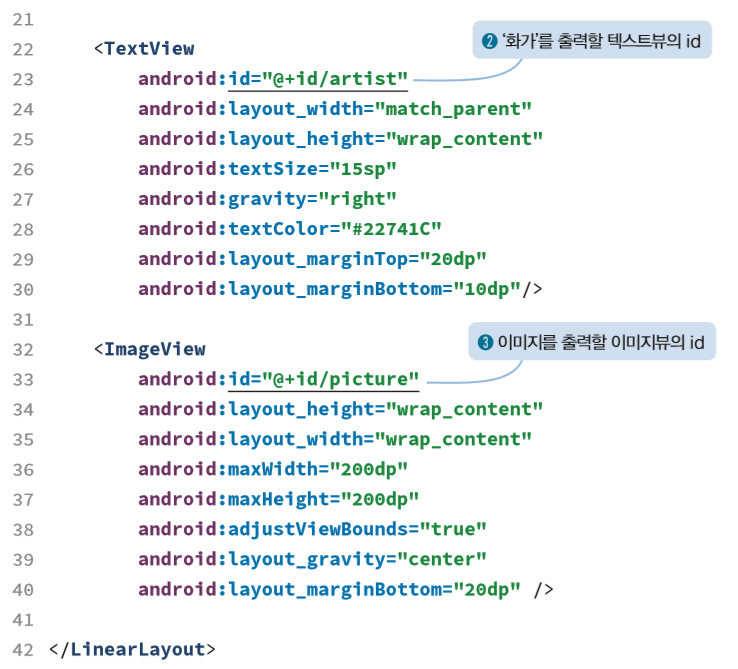 21
22 <TextView ❷ '화가'를 출력할 텍스트뷰의 id
23 android:id="@+id/artist"
24 android:layout_width="match_parent"
25 android:layout_height="wrap_content"
26 android:textSize="15sp"
27 android:gravity="right"
28 android:textColor="#22741C"
29 android:layout_marginTop="20dp"
30 android:layout_marginBottom="10dp"/>
31
32 <ImageView ❸ 이미지를 출력할 이미지뷰의 id
33 android:id="@+id/picture"
34 android:layout_height="wrap_content"
35 android:layout_width="wrap_content"
36 android:maxWidth="200dp"
37 android:maxHeight="200dp"
38 android:adjustViewBounds="true"
39 android:layout_gravity="center"
40 android:layout_marginBottom="20dp" />
41
42 </LinearLayout>